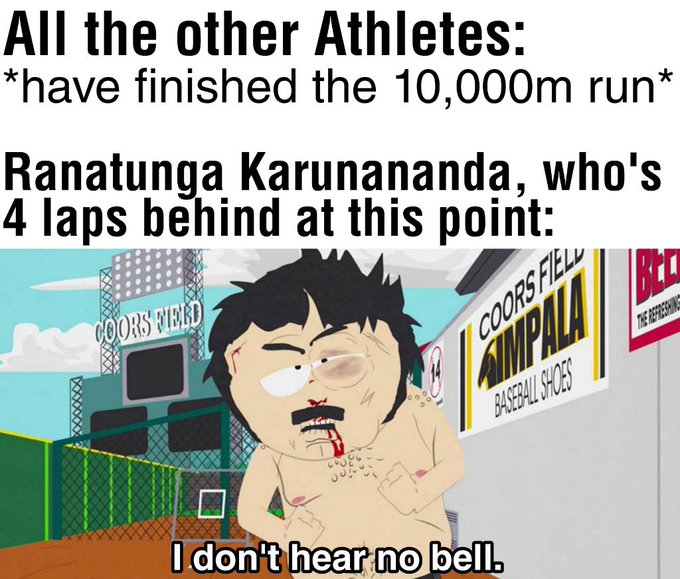 All the other Athletes:
*have finished the 10,000m run*
Ranatunga Karunananda, who's
4 laps behind at this point:
COORS FIELD
COORS FIELD
IMPALA
BASEBALL SHOES
14
THE REFRESHING
I don't hear no bell.